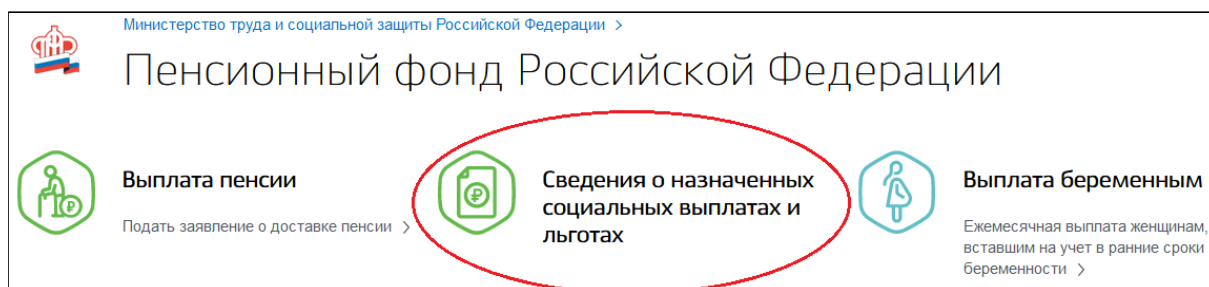 Министерство труда и социальной защиты Российской Федерации >
Пенсионный фонд Российской Федерации
Выплата пенсии
Подать заявление о доставке пенсии >
Сведения о назначенных
социальных выплатах и
льготах
Выплата беременным
Ежемесячная выплата женщинам,
вставшим на учет в ранние сроки
беременности >